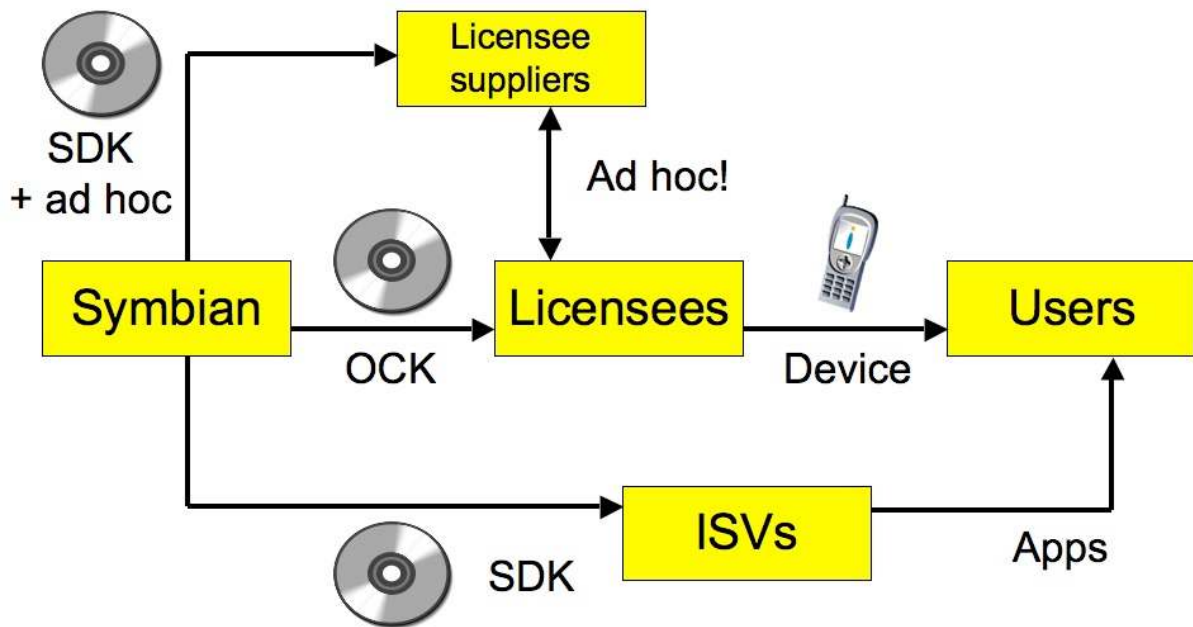 Licensee
suppliers
SDK
+ ad hoc
Ad hoc!
Symbian
Licensees
Users
OCK
Device
ISVs
SDK
Apps